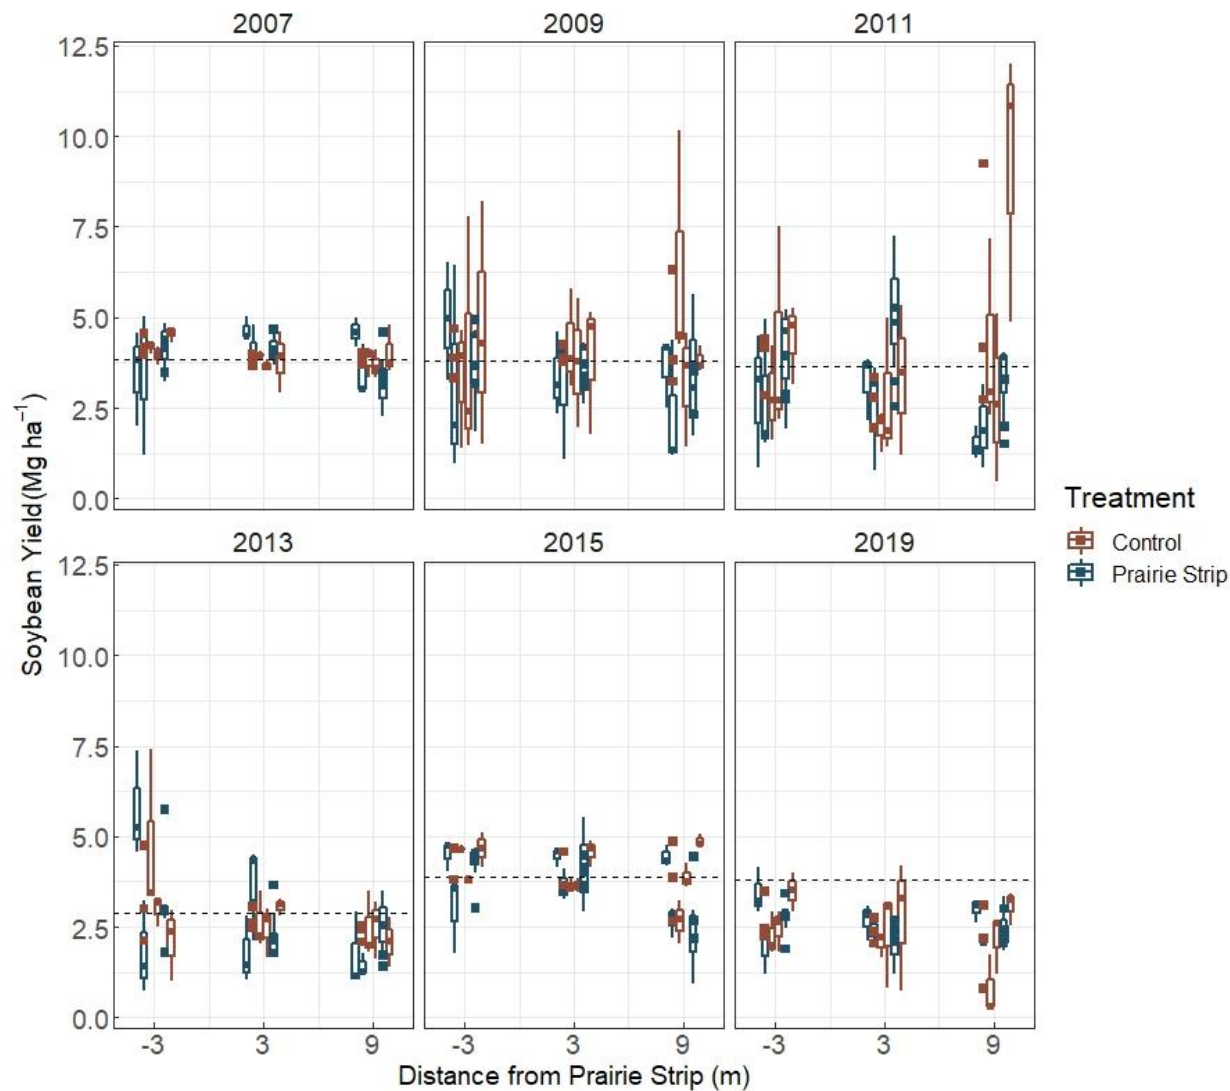 2007 2009 2011
12.5
10.0
7.5
5.0
2.5
0.0
2013 2015 2019
12.5
10.0
7.5
5.0
2.5
0.0
-3 3 9 -3 3 9 -3 3 9
Distance from Prairie Strip (m)
Soybean Yield(Mg ha⁻¹)
Treatment
Control
Prairie Strip